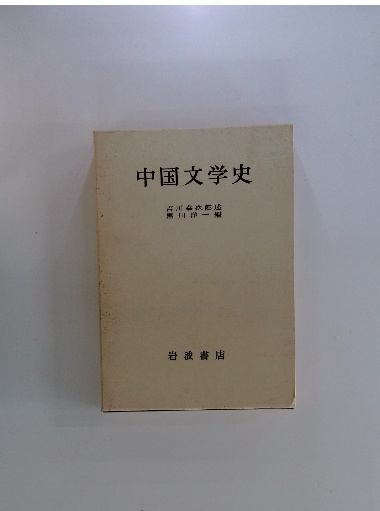 中国文学史
吉川幸次郎述
黒川洋一編
岩波書店